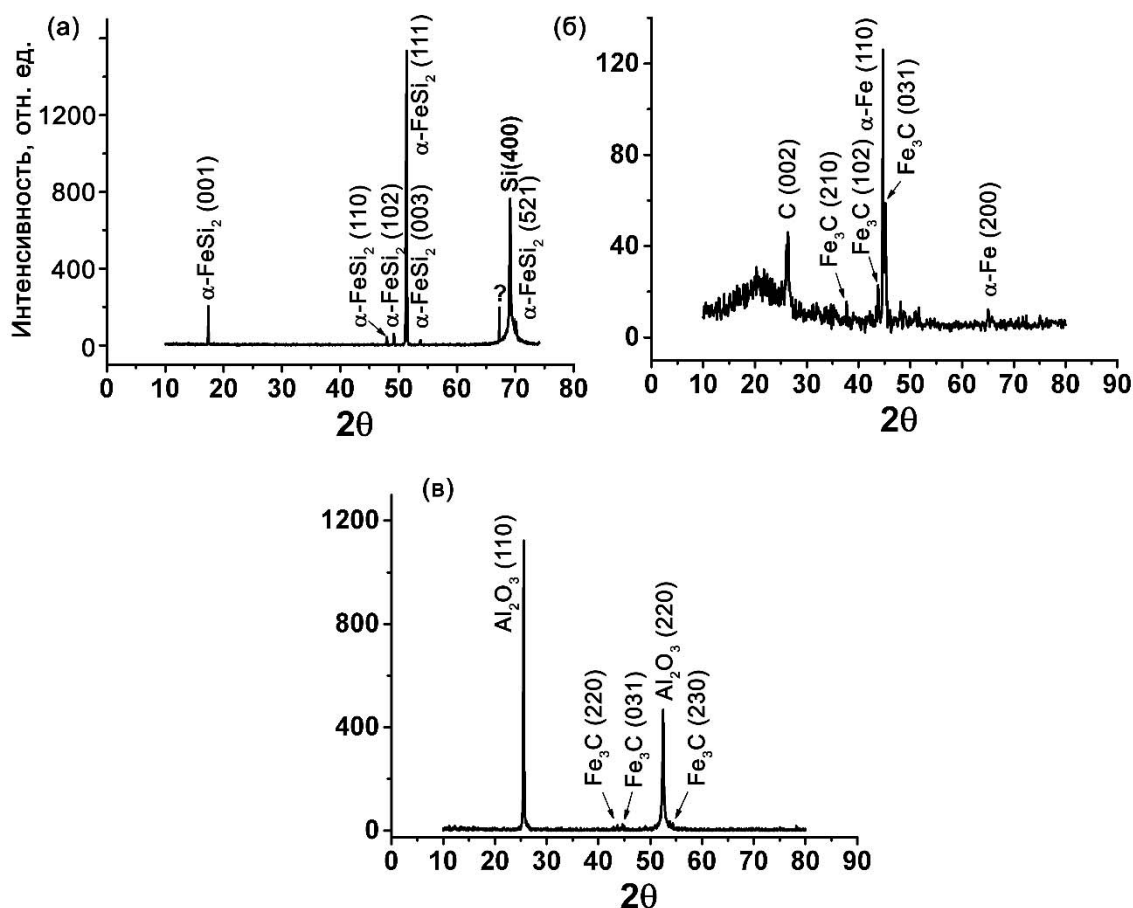 (а)
Интенсивность, отн. ед.
1200
800
400
0
α-FeSi₂ (001)
α-FeSi₂ (110)
α-FeSi₂ (102)
α-FeSi₂ (111)
α-FeSi₂ (003)
?
Si(400)
α-FeSi₂ (521)
0 10 20 30 40 50 60 70 80
2θ
(б)
120
80
40
0
C (002)
Fe₃C (210)
Fe₃C (102)
α-Fe (110)
Fe₃C (031)
α-Fe (200)
0 10 20 30 40 50 60 70 80 90
2θ
(в)
1200
800
400
0
Al₂O₃ (110)
Fe₃C (220)
Fe₃C (031)
Al₂O₃ (220)
Fe₃C (230)
0 10 20 30 40 50 60 70 80 90
2θ